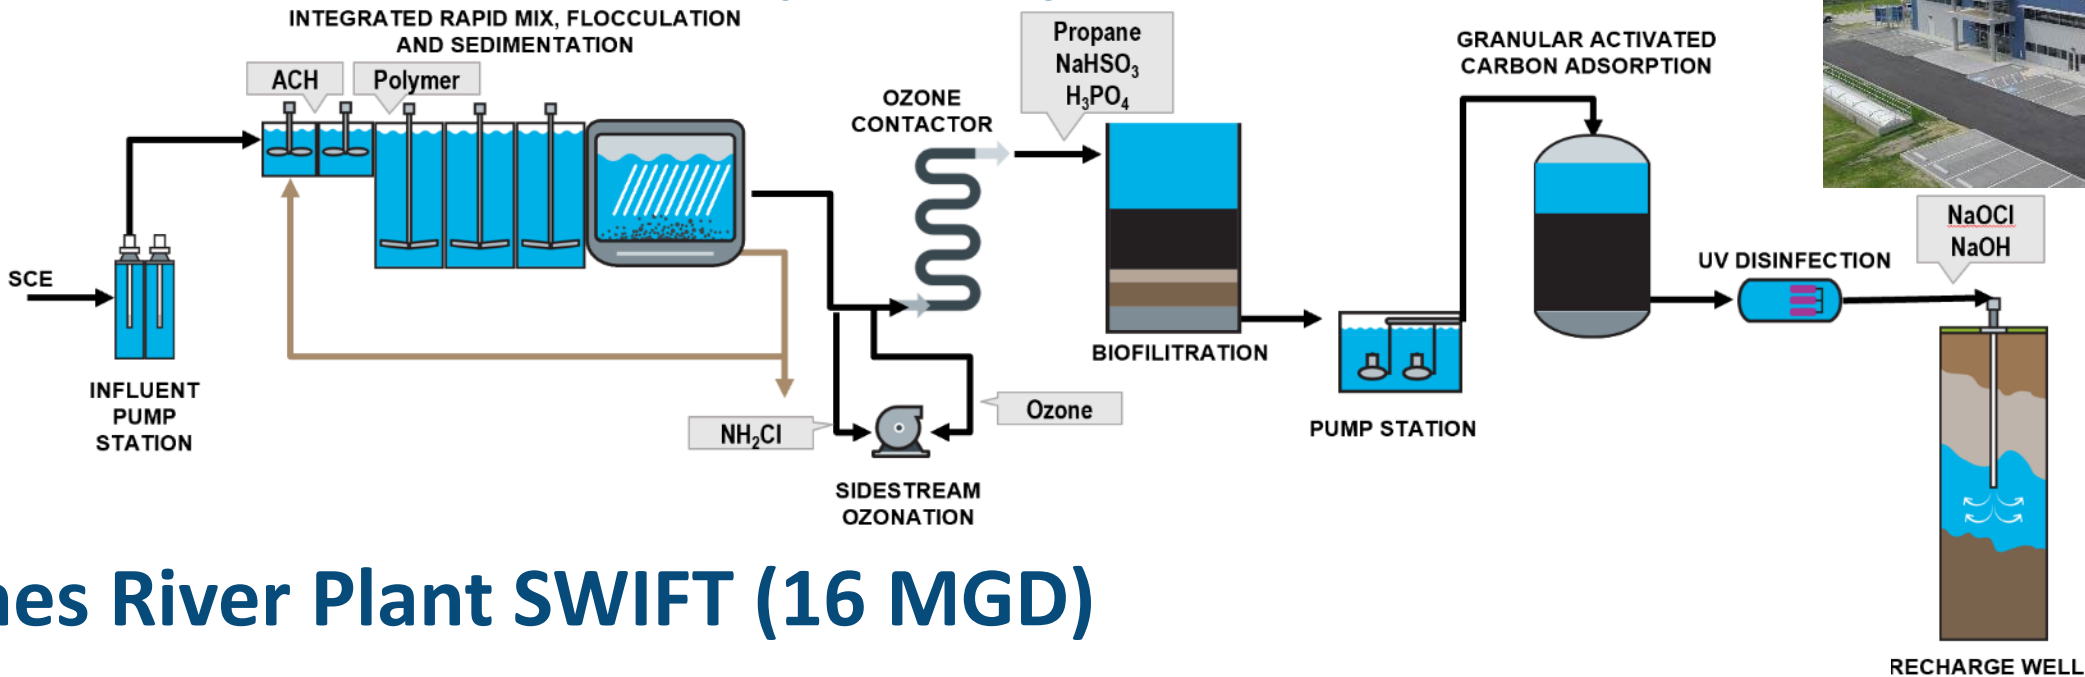 INTEGRATED RAPID MIX, FLOCCULATION
AND SEDIMENTATION
ACH
Polymer
SCE
INFLUENT
PUMP
STATION
NH₂Cl
OZONE
CONTACTOR
Propane
NaHSO₃
H₃PO₄
Ozone
SIDESTREAM
OZONATION
BIOFILITRATION
PUMP STATION
GRANULAR ACTIVATED
CARBON ADSORPTION
UV DISINFECTION
NaOCl
NaOH
RECHARGE WELL
nes River Plant SWIFT (16 MGD)